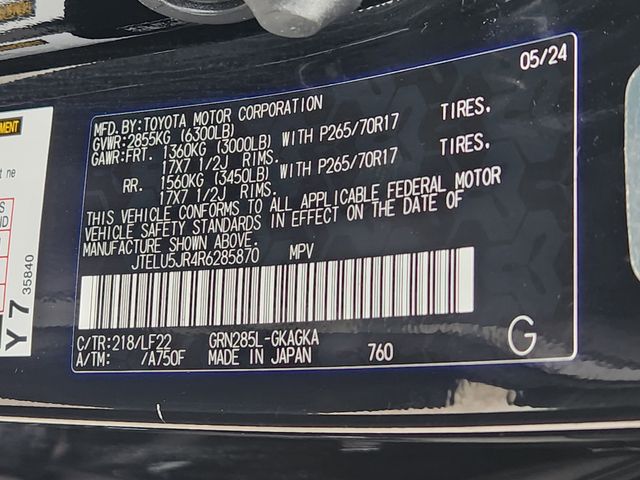 05/24
MFD.BY:TOYOTA MOTOR CORPORATION
GVWR:2855KG (6300LB)
GAWR:FRT. 1360KG (3000LB) WITH P265/70R17 TIRES.
17X7 1/2J RIMS.
RR. 1560KG (3450LB) WITH P265/70R17 TIRES.
17X7 1/2J RIMS.
THIS VEHICLE CONFORMS TO ALL APPLICABLE FEDERAL MOTOR
VEHICLE SAFETY STANDARDS IN EFFECT ON THE DATE OF
MANUFACTURE SHOWN ABOVE.
JTELU5JR4R6285870 MPV
C/TR:218/LF22 GRN285L-GKAGKA
A/TM: /A750F MADE IN JAPAN 760
G
Y 7
35840